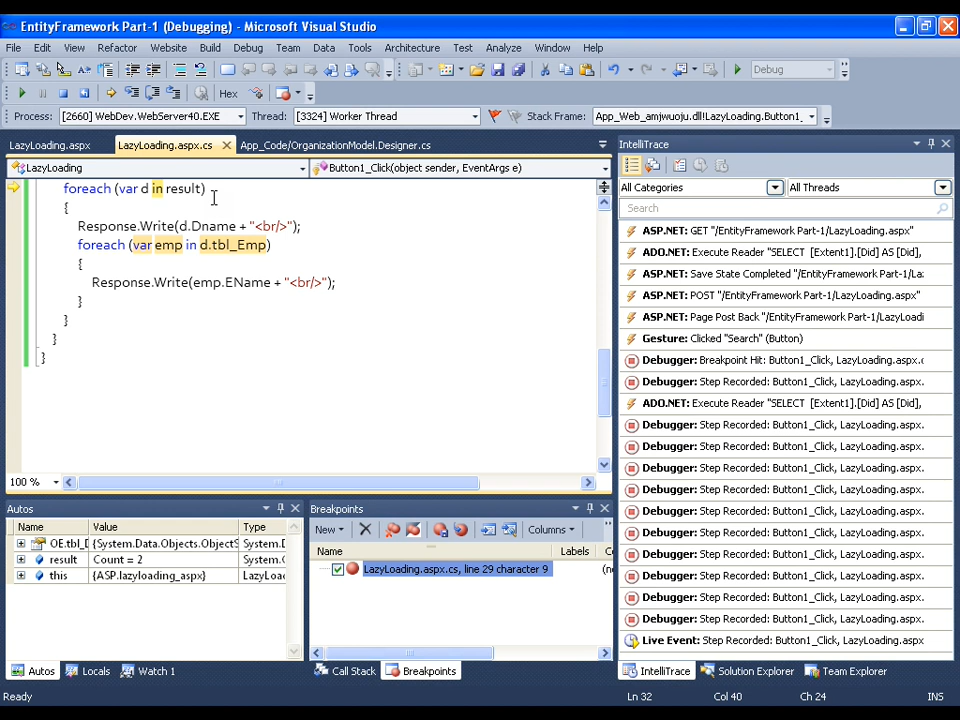 EntityFramework Part-1 (Debugging) - Microsoft Visual Studio
File Edit View Refactor Website Build Debug Team Data Tools Architecture Test Analyze Window Help
Debug
Hex
Process: [2660] WebDev.WebServer40.EXE Thread: [3324] Worker Thread Stack Frame: App_Web_amjwuoju.dll!LazyLoading.Button1_
LazyLoading.aspx LazyLoading.aspx.cs App_Code/OrganizationModel.Designer.cs
LazyLoading Button1_Click(object sender, EventArgs e)
foreach (var d in result)
{
Response.Write(d.Dname + "<br/>");
foreach (var emp in d.tbl_Emp)
{
Response.Write(emp.EName + "<br/>");
}
}
}
}
100 %
IntelliTrace
All Categories All Threads
Search
ASP.NET: GET "/EntityFramework Part-1/LazyLoading.aspx"
ADO.NET: Execute Reader "SELECT [Extent1].[Did] AS [Did],
ASP.NET: Save State Completed "/EntityFramework Part-1/La:
ASP.NET: POST "/EntityFramework Part-1/LazyLoading.aspx"
ASP.NET: Page Post Back "/EntityFramework Part-1/LazyLoadi
Gesture: Clicked "Search" (Button)
Debugger: Breakpoint Hit: Button1_Click, LazyLoading.aspx.c
Debugger: Step Recorded: Button1_Click, LazyLoading.aspx.
ADO.NET: Execute Reader "SELECT [Extent1].[Did] AS [Did],
Debugger: Step Recorded: Button1_Click, LazyLoading.aspx.
Debugger: Step Recorded: Button1_Click, LazyLoading.aspx.
Debugger: Step Recorded: Button1_Click, LazyLoading.aspx.
Debugger: Step Recorded: Button1_Click, LazyLoading.aspx.
Debugger: Step Recorded: Button1_Click, LazyLoading.aspx.
Debugger: Step Recorded: Button1_Click, LazyLoading.aspx.
Debugger: Step Recorded: Button1_Click, LazyLoading.aspx.
Debugger: Step Recorded: Button1_Click, LazyLoading.aspx.
Debugger: Step Recorded: Button1_Click, LazyLoading.aspx.
Debugger: Step Recorded: Button1_Click, LazyLoading.aspx.
Live Event: Step Recorded: Button1_Click, LazyLoading.aspx
Autos
Name Value Type
OE.tbl_D {System.Data.Objects.ObjectS System.D
result Count = 2 System.C
this {ASP.lazyloading_aspx} LazyLoa
Autos Locals Watch 1
Breakpoints
New Columns
Name Labels Co
LazyLoading.aspx.cs, line 29 character 9 (no
Call Stack Breakpoints
IntelliTrace Solution Explorer Team Explorer
Ready Ln 32 Col 40 Ch 24 INS